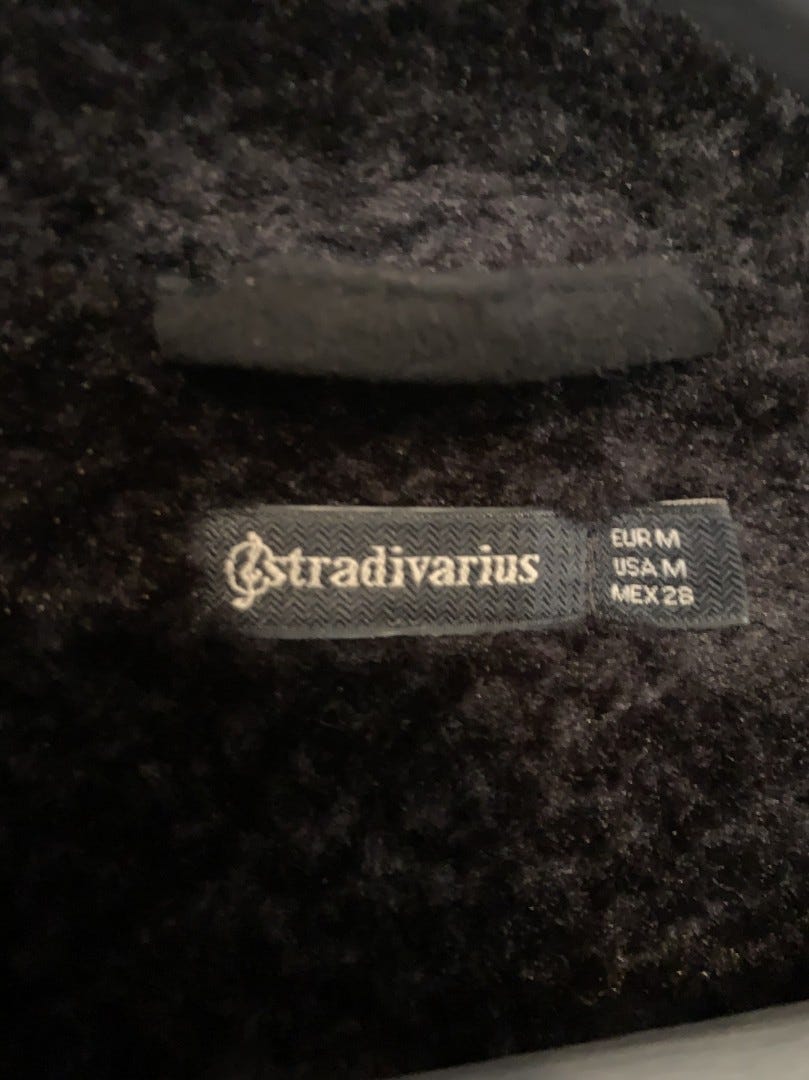 stradivarius
EUR M
USA M
MEX 28